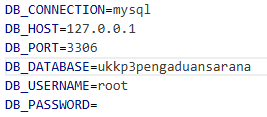 DB_CONNECTION=mysql
DB_HOST=127.0.0.1
DB_PORT=3306
DB_DATABASE=ukkp3pengaduansarana
DB_USERNAME=root
DB_PASSWORD=